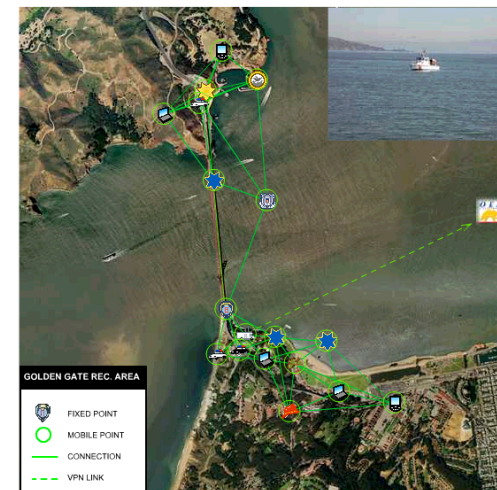 GOLDEN GATE REC. AREA
FIXED POINT
MOBILE POINT
CONNECTION
VPN LINK